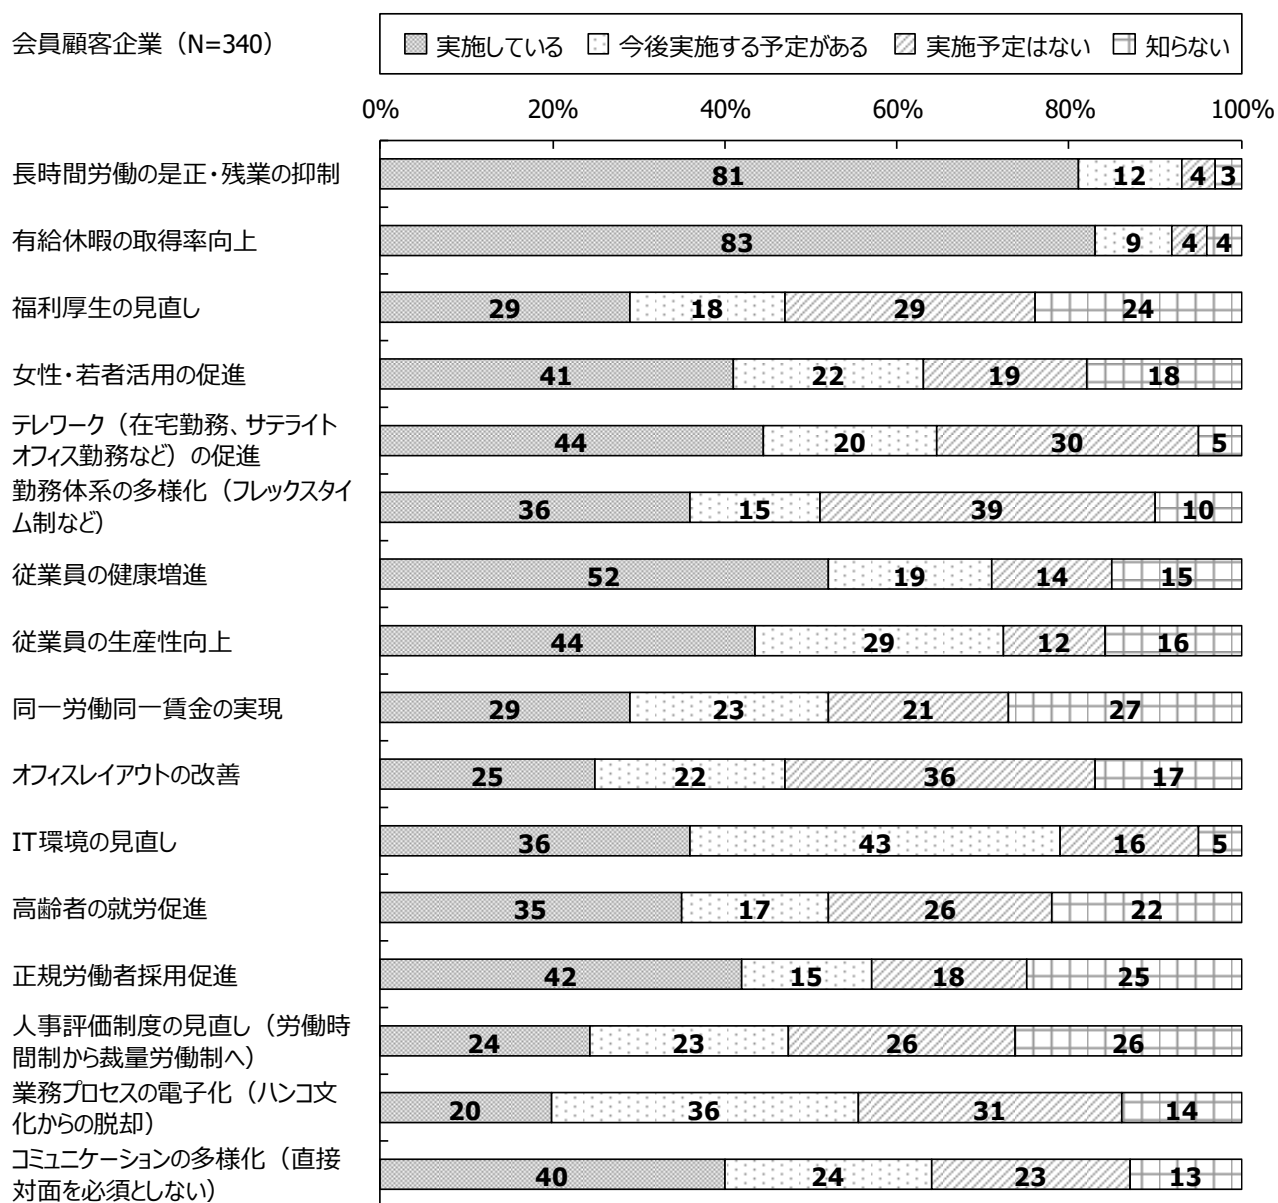 会員顧客企業（N=340）
実施している 今後実施する予定がある 実施予定はない 知らない
0% 20% 40% 60% 80% 100%
長時間労働の是正・残業の抑制 81 12 4 3
有給休暇の取得率向上 83 9 4 4
福利厚生の見直し 29 18 29 24
女性・若者活用の促進 41 22 19 18
テレワーク（在宅勤務、サテライト
オフィス勤務など）の促進 44 20 30 5
勤務体系の多様化（フレックスタイ
ム制など） 36 15 39 10
従業員の健康増進 52 19 14 15
従業員の生産性向上 44 29 12 16
同一労働同一賃金の実現 29 23 21 27
オフィスレイアウトの改善 25 22 36 17
IT環境の見直し 36 43 16 5
高齢者の就労促進 35 17 26 22
正規労働者採用促進 42 15 18 25
人事評価制度の見直し（労働時
間制から裁量労働制へ） 24 23 26 26
業務プロセスの電子化（ハンコ文
化からの脱却） 20 36 31 14
コミュニケーションの多様化（直接
対面を必須としない） 40 24 23 13